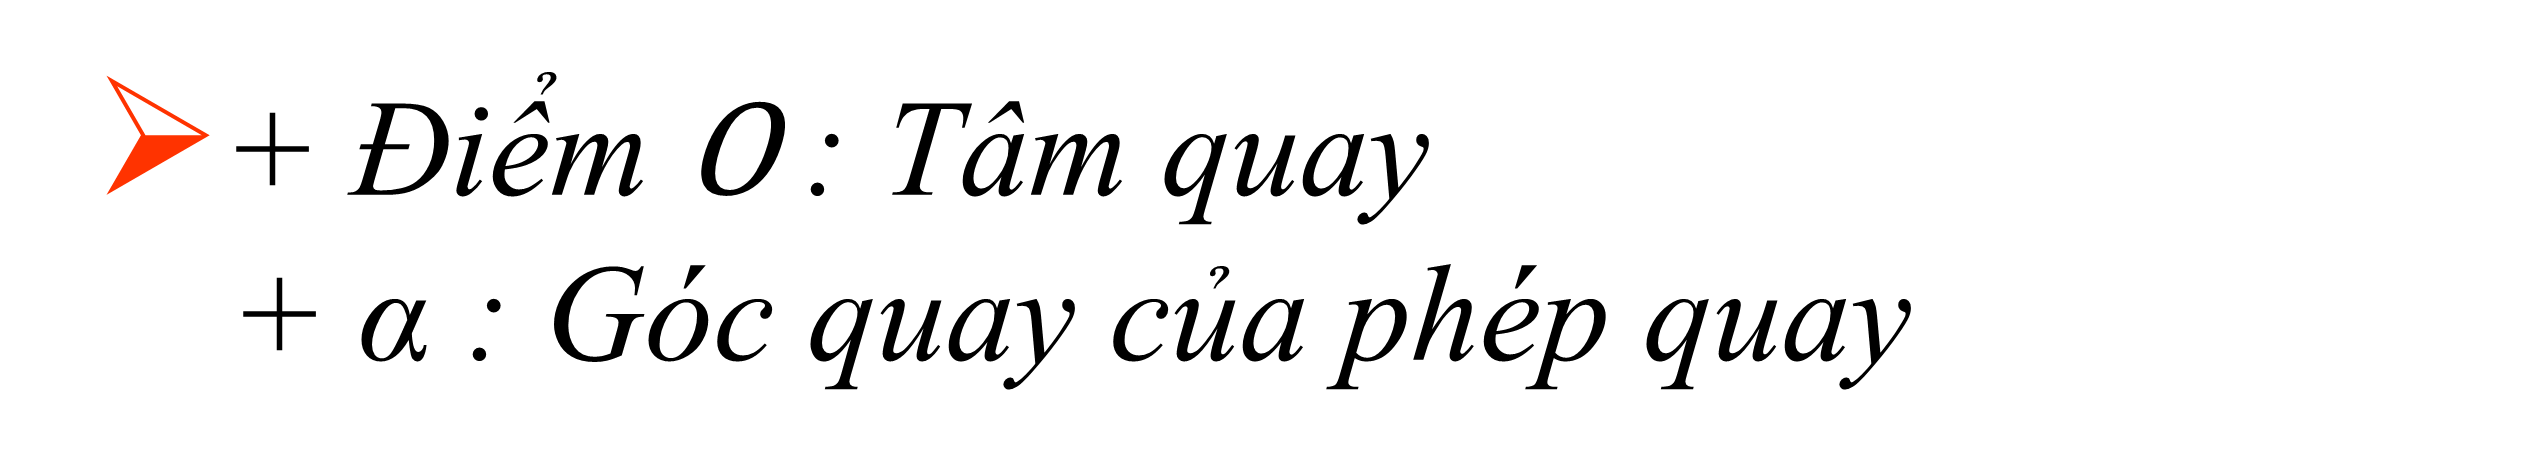 + Điểm O : Tâm quay
+ α : Góc quay của phép quay